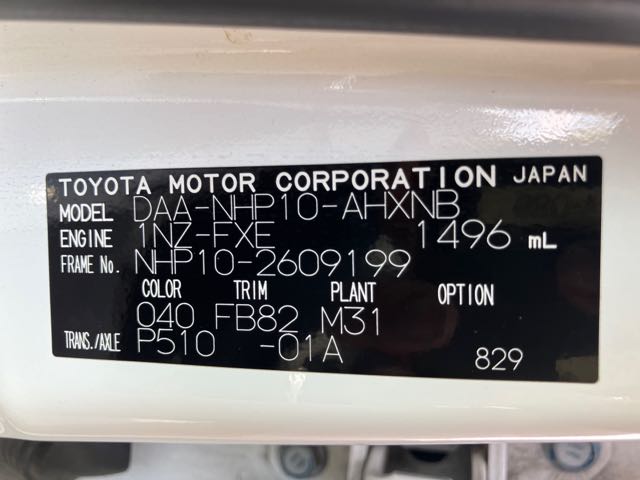 TOYOTA MOTOR CORPORATION JAPAN
MODEL DAA-NHP10-AHXNB
ENGINE 1NZ-FXE 1496 mL
FRAME No. NHP10-2609199
COLOR TRIM PLANT OPTION
040 FB82 M31
TRANS./AXLE P510 -01A
829